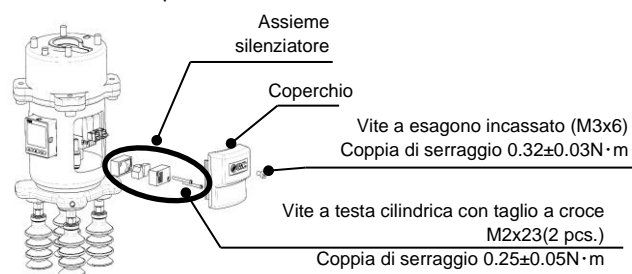 Assieme
silenziatore
Coperchio
Vite a esagono incassato (M3x6)
Coppia di serraggio 0.32±0.03N･m
Vite a testa cilindrica con taglio a croce
M2x23(2 pcs.)
Coppia di serraggio 0.25±0.05N･m